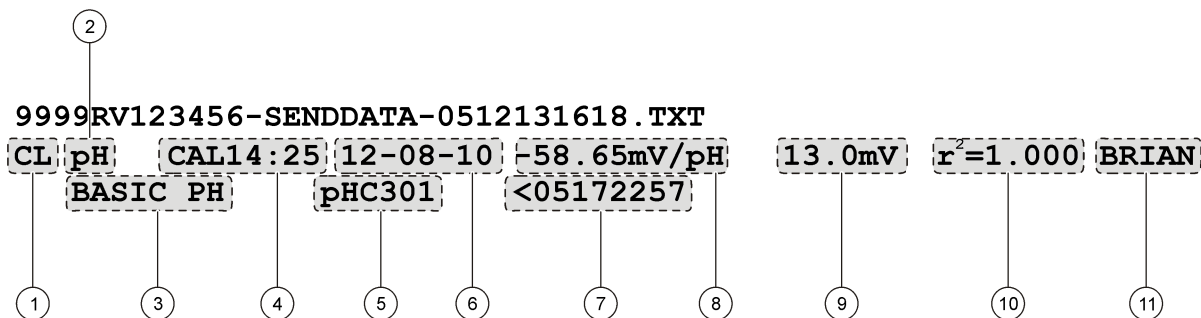 2
9999RV123456-SENDDATA-0512131618.TXT
CL pH CAL14:25 12-08-10 -58.65mV/pH 13.0mV r²=1.000 BRIAN
BASIC PH pHC301 <05172257
1 3 4 5 6 7 8 9 10 11